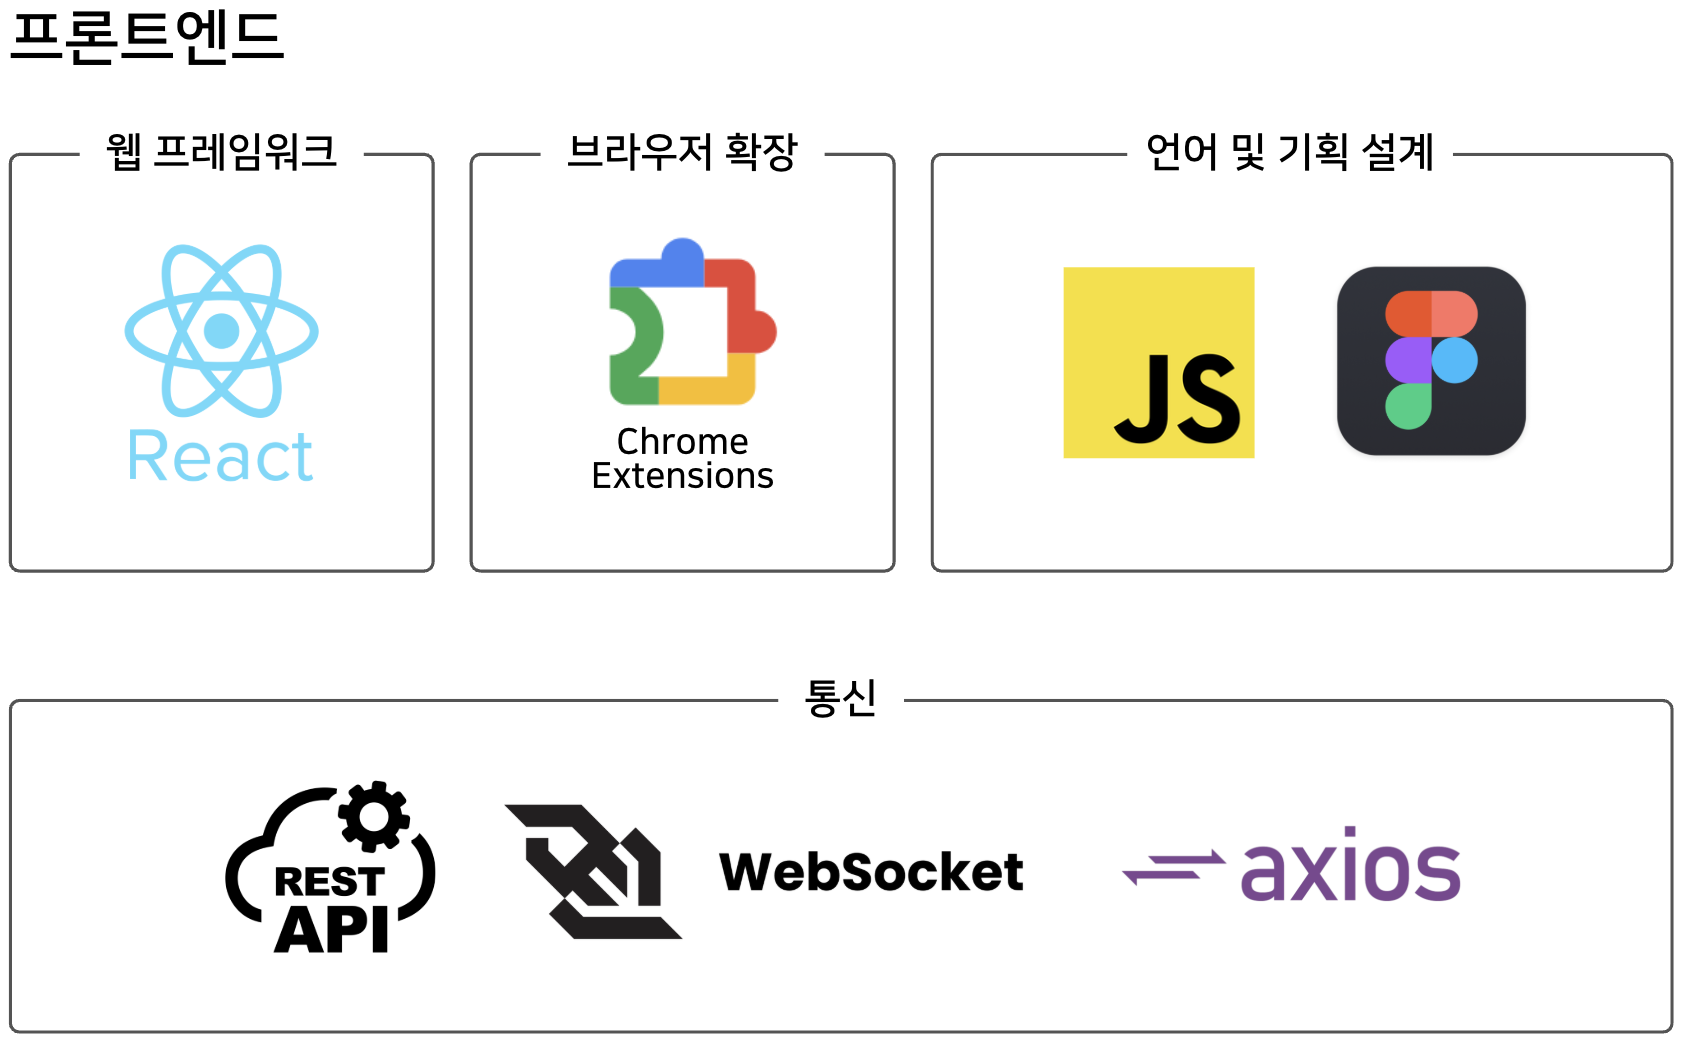 프론트엔드
웹 프레임워크
브라우저 확장
언어 및 기획 설계
React
Chrome
Extensions
JS
통신
REST
API
WebSocket
axios